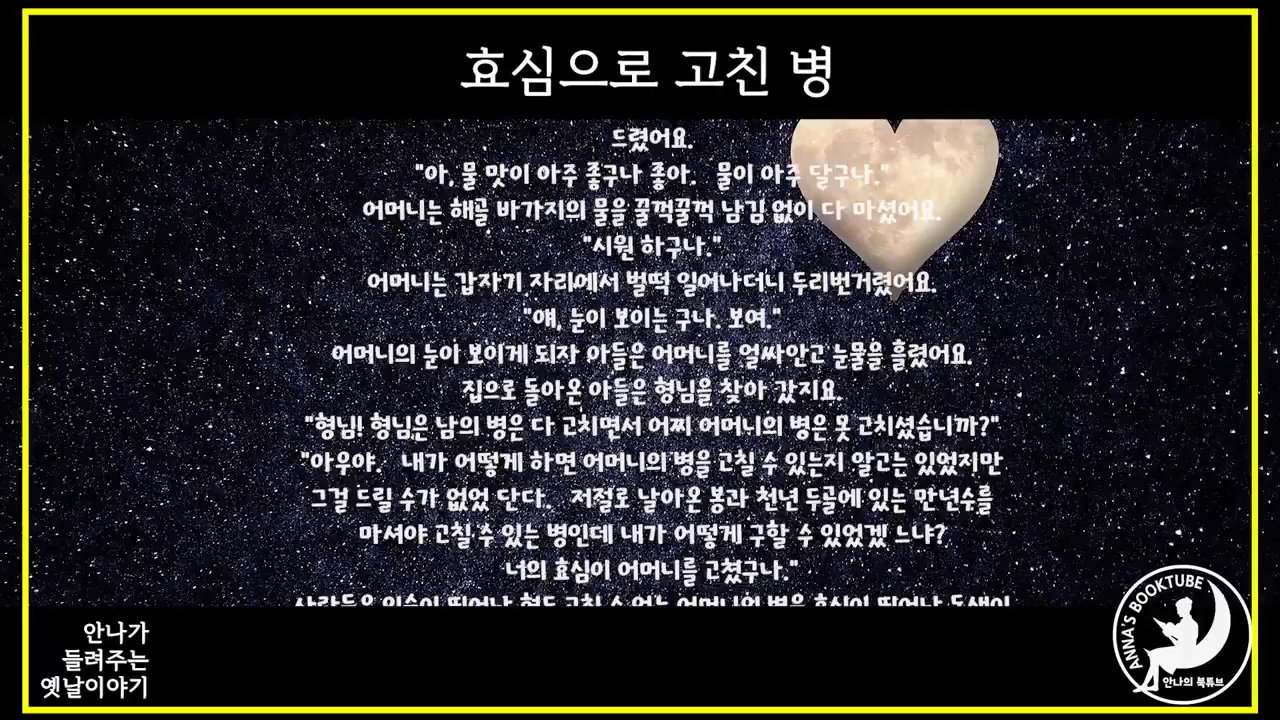 효심으로 고친 병
드렸어요.
"아, 물 맛이 아주 좋구나 좋아. 물이 아주 달구나."
어머니는 해골 바가지의 물을 꿀꺽꿀꺽 남김 없이 다 마셨어요.
"시원 하구나."
어머니는 갑자기 자리에서 벌떡 일어나더니 두리번거렸어요.
"얘, 눈이 보이는 구나. 보여."
어머니의 눈이 보이게 되자 아들은 어머니를 얼싸안고 눈물을 흘렸어요.
집으로 돌아온 아들은 형님을 찾아 갔지요.
"형님! 형님은 남의 병은 다 고치면서 어찌 어머니의 병은 못 고치셨습니까?"
"아우야. 내가 어떻게 하면 어머니의 병을 고칠 수 있는지 알고는 있었지만
그걸 드릴 수가 없었 단다. 저절로 날아온 봉과 천년 두골에 있는 만년수를
마셔야 고칠 수 있는 병인데 내가 어떻게 구할 수 있었겠 느냐?
너의 효심이 어머니를 고쳤구나."
안나가
들려주는
옛날이야기
ANNA'S BOOKTUBE
안나의 북튜브